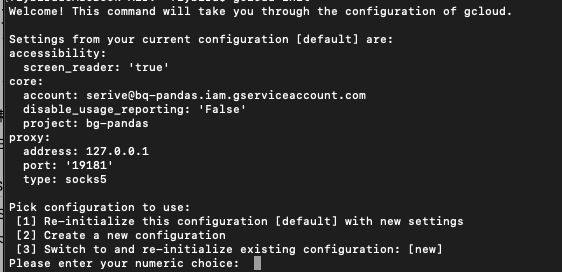 Welcome! This command will take you through the configuration of gcloud.
Settings from your current configuration [default] are:
accessibility:
  screen_reader: 'true'
core:
  account: serive@bq-pandas.iam.gserviceaccount.com
  disable_usage_reporting: 'False'
  project: bg-pandas
proxy:
  address: 127.0.0.1
  port: '19181'
  type: socks5
Pick configuration to use:
 [1] Re-initialize this configuration [default] with new settings
 [2] Create a new configuration
 [3] Switch to and re-initialize existing configuration: [new]
Please enter your numeric choice: